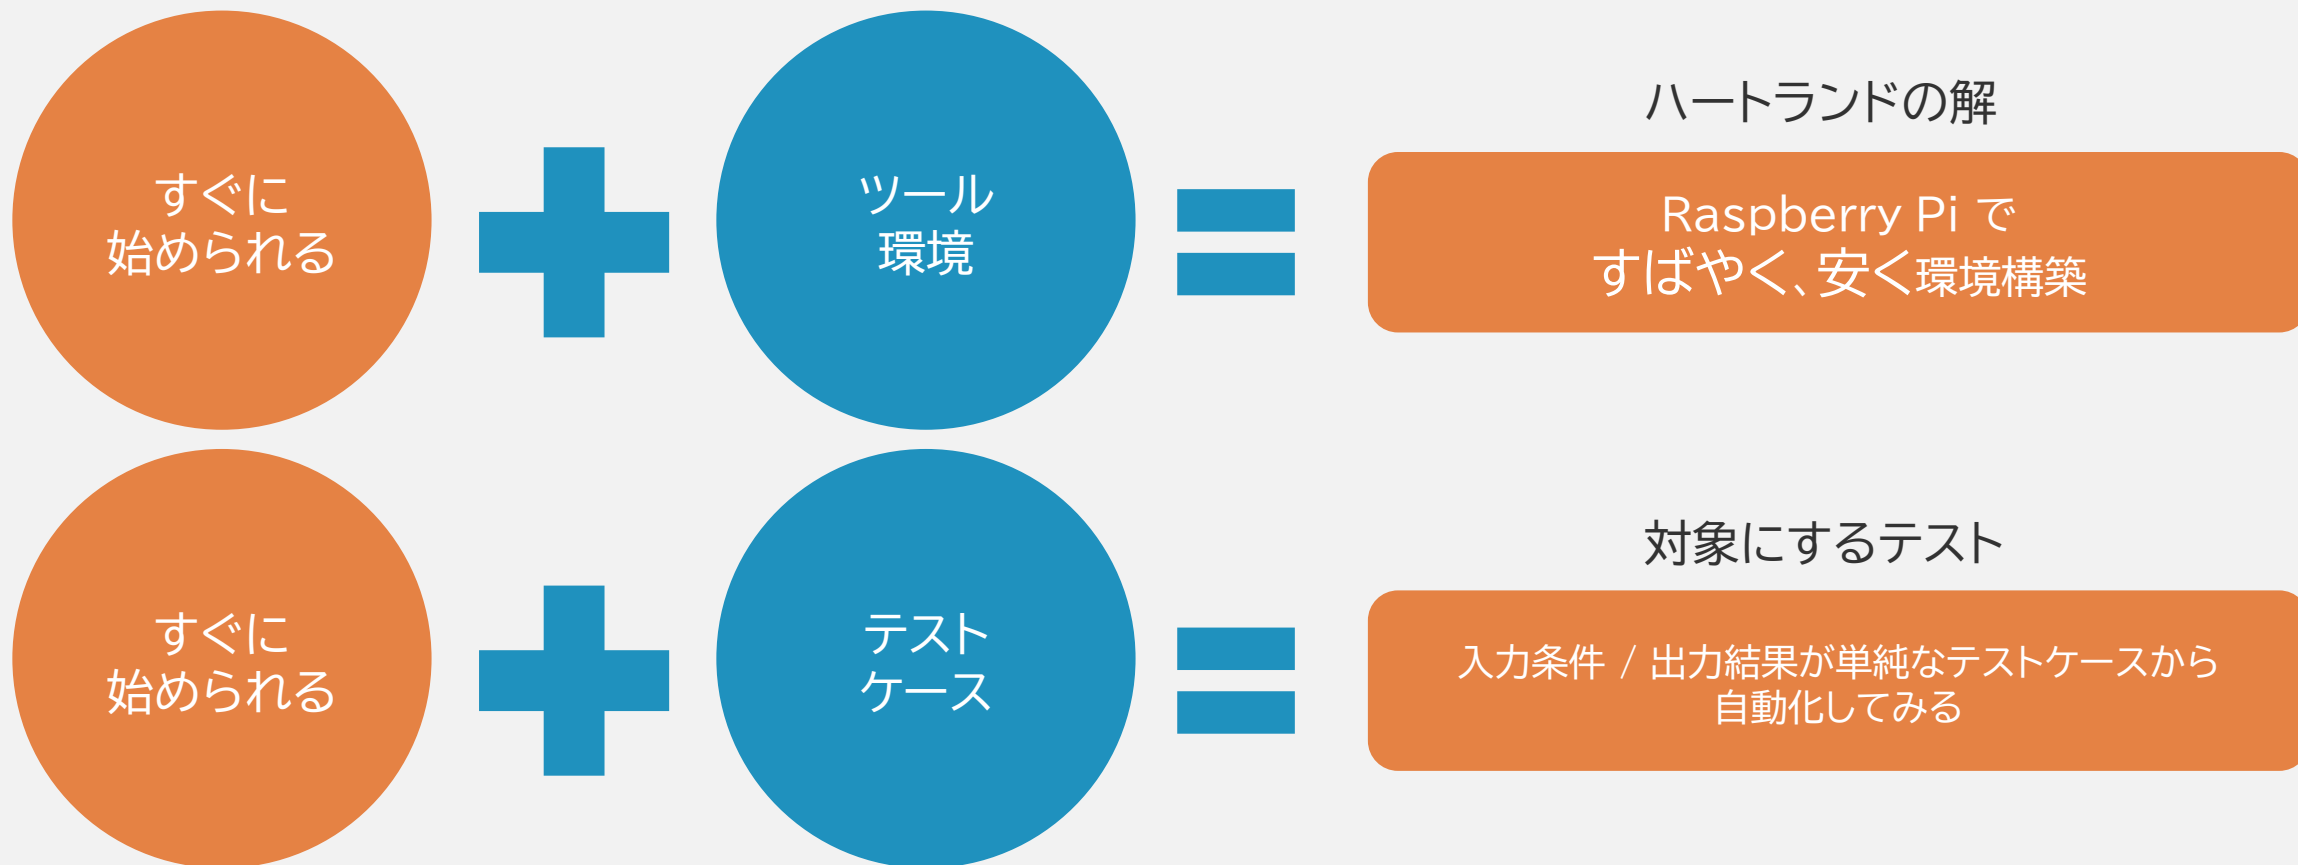 すぐに
始められる
ツール
環境
ハートランドの解
Raspberry Pi で
すばやく、安く環境構築
すぐに
始められる
テスト
ケース
対象にするテスト
入力条件 / 出力結果が単純なテストケースから
自動化してみる